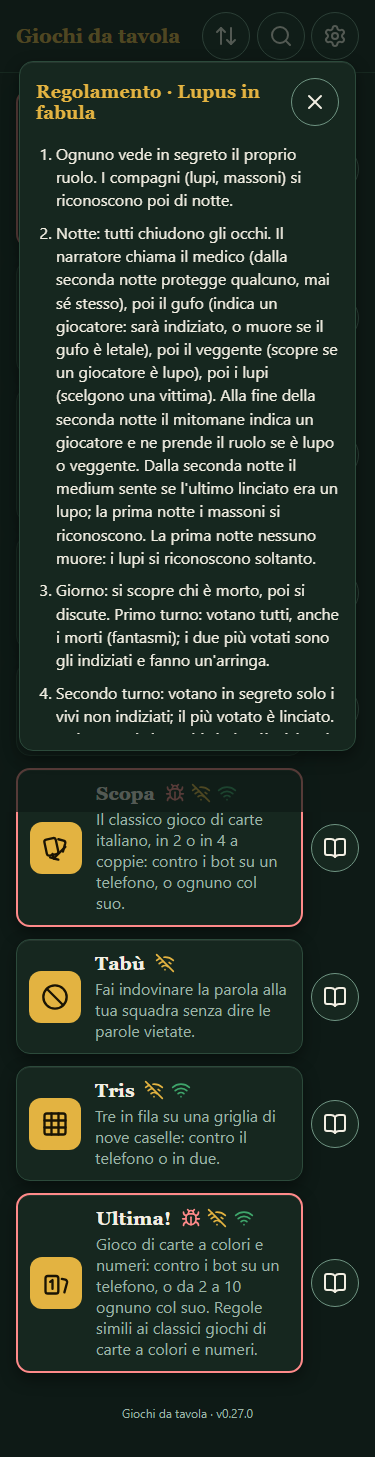 Giochi da tavola
Regolamento · Lupus in
fabula
1. Ognuno vede in segreto il proprio
ruolo. I compagni (lupi, massoni) si
riconoscono poi di notte.
2. Notte: tutti chiudono gli occhi. Il
narratore chiama il medico (dalla
seconda notte protegge qualcuno, mai
sé stesso), poi il gufo (indica un
giocatore: sarà indiziato, o muore se il
gufo è letale), poi il veggente (scopre se
un giocatore è lupo), poi i lupi
(scelgono una vittima). Alla fine della
seconda notte il mitomane indica un
giocatore e ne prende il ruolo se è lupo
o veggente. Dalla seconda notte il
medium sente se l'ultimo linciato era un
lupo; la prima notte i massoni si
riconoscono. La prima notte nessuno
muore: i lupi si riconoscono soltanto.
3. Giorno: si scopre chi è morto, poi si
discute. Primo turno: votano tutti, anche
i morti (fantasmi); i due più votati sono
gli indiziati e fanno un'arringa.
4. Secondo turno: votano in segreto solo i
vivi non indiziati; il più votato è linciato.
Scopa
Il classico gioco di carte
italiano, in 2 o in 4 a
coppie: contro i bot su un
telefono, o ognuno col
suo.
Tabù
Fai indovinare la parola alla
tua squadra senza dire le
parole vietate.
Tris
Tre in fila su una griglia di
nove caselle: contro il
telefono o in due.
Ultima!
Gioco di carte a colori e
numeri: contro i bot su un
telefono, o da 2 a 10
ognuno col suo. Regole
simili ai classici giochi di
carte a colori e numeri.
Giochi da tavola · v0.27.0